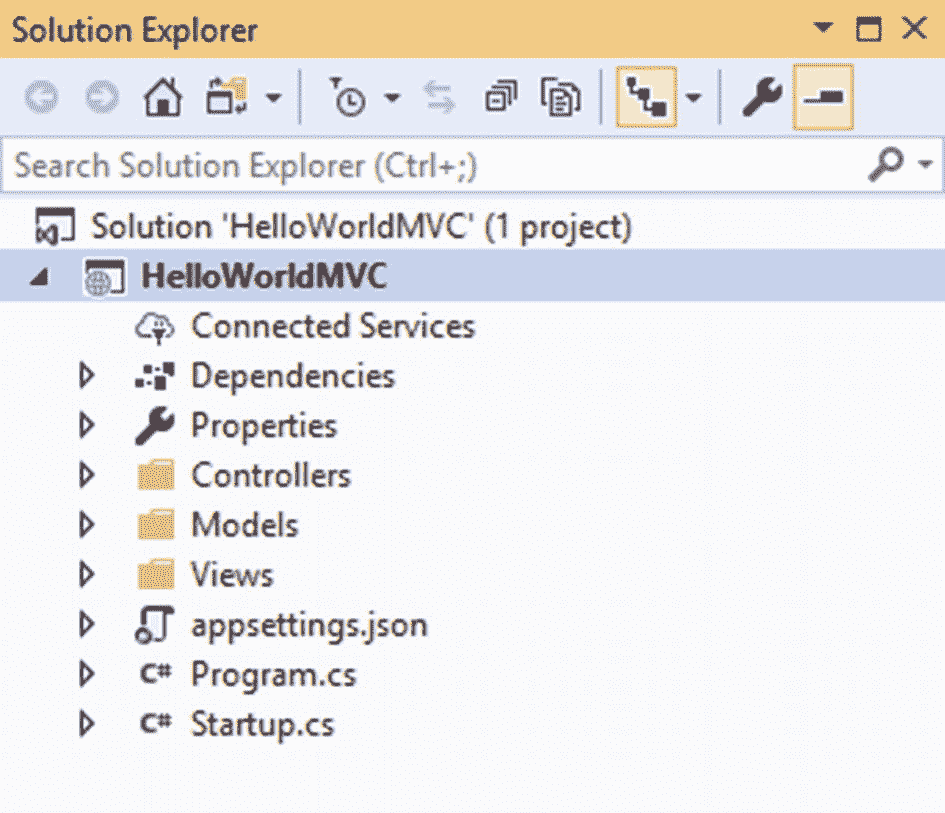 Solution Explorer
Search Solution Explorer (Ctrl+;)
Solution 'HelloWorldMVC' (1 project)
HelloWorldMVC
Connected Services
Dependencies
Properties
Controllers
Models
Views
appsettings.json
C# Program.cs
C# Startup.cs